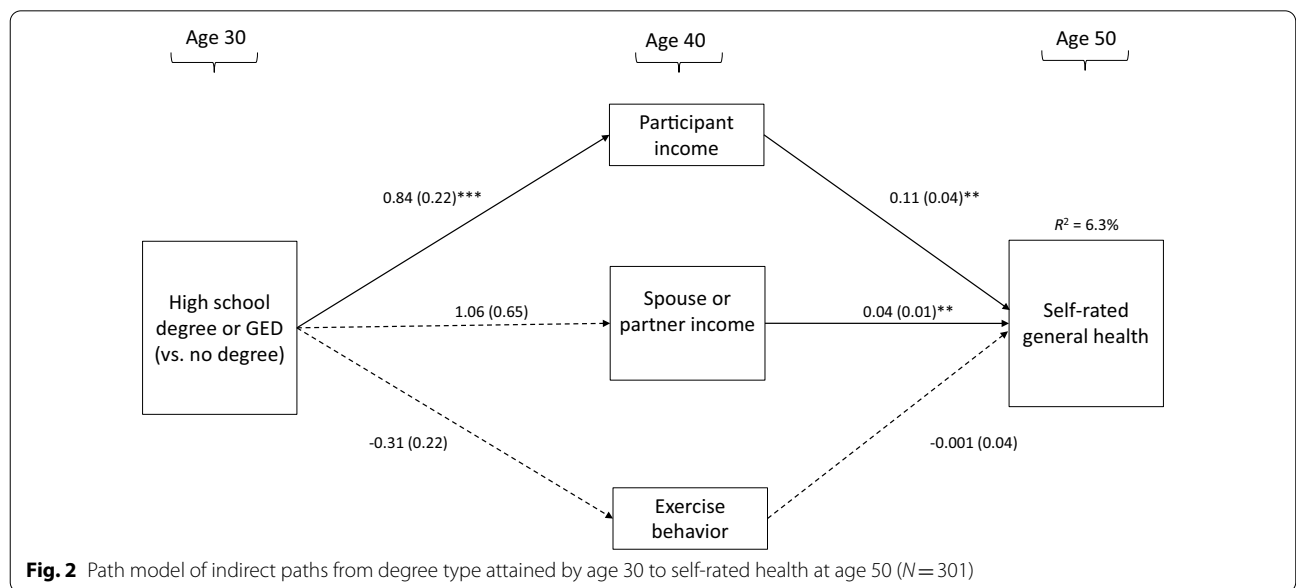 Age 30
Age 40
Age 50
Participant
income
0.84 (0.22)***
0.11 (0.04)**
R² = 6.3%
High school
degree or GED
(vs. no degree)
1.06 (0.65)
Spouse or
partner income
0.04 (0.01)**
Self-rated
general health
-0.31 (0.22)
-0.001 (0.04)
Exercise
behavior
Fig. 2 Path model of indirect paths from degree type attained by age 30 to self-rated health at age 50 (N = 301)